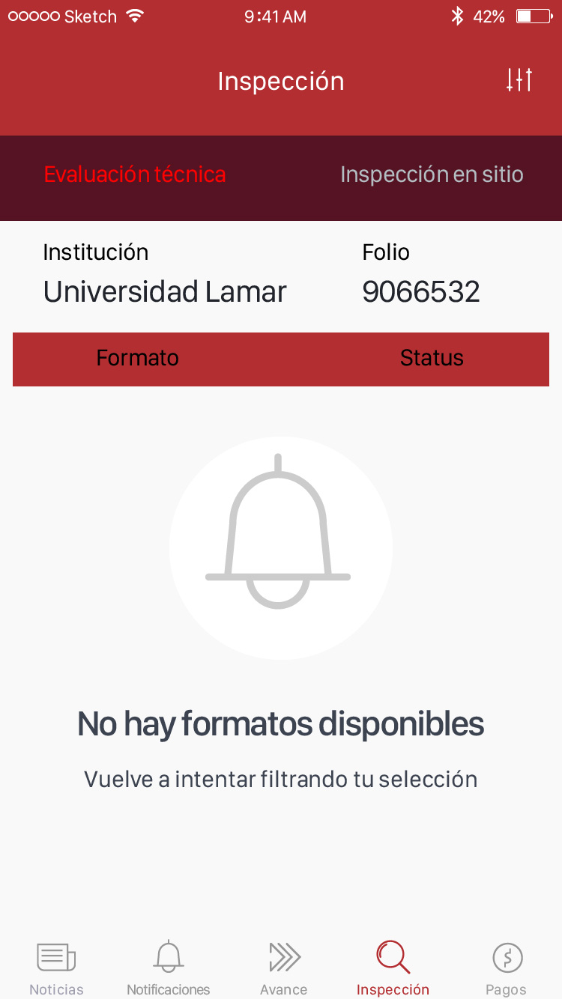 Sketch 9:41 AM 42%
Inspección
Evaluación técnica Inspección en sitio
Institución Folio
Universidad Lamar 9066532
Formato Status
No hay formatos disponibles
Vuelve a intentar filtrando tu selección
Noticias Notificaciones Avance Inspección Pagos